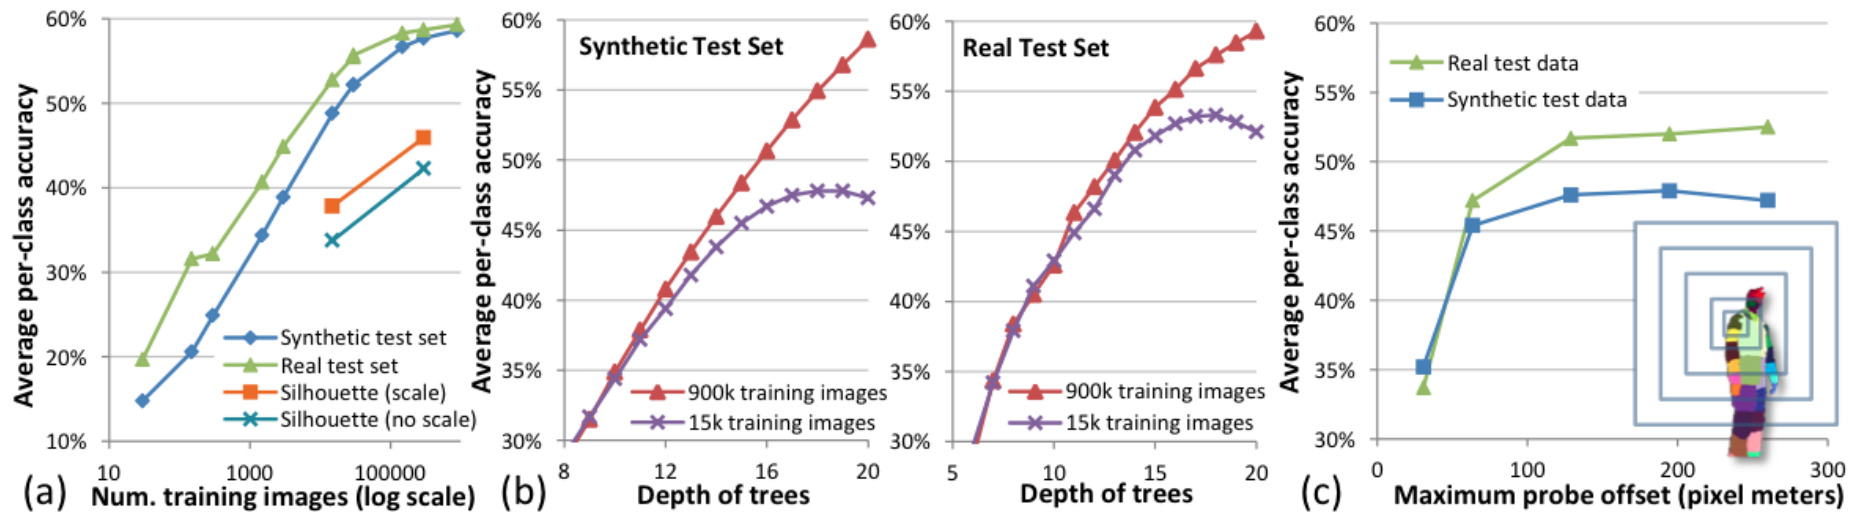 (a)
Average per-class accuracy
60%
50%
40%
30%
20%
10%
Synthetic test set
Real test set
Silhouette (scale)
Silhouette (no scale)
10
1000
100000
Num. training images (log scale)
(b)
Average per-class accuracy
60%
55%
50%
45%
40%
35%
30%
Synthetic Test Set
900k training images
15k training images
8
12
16
20
Depth of trees
60%
55%
50%
45%
40%
35%
30%
Real Test Set
900k training images
15k training images
5
10
15
20
Depth of trees
(c)
Average per-class accuracy
60%
55%
50%
45%
40%
35%
30%
Real test data
Synthetic test data
0
100
200
300
Maximum probe offset (pixel meters)